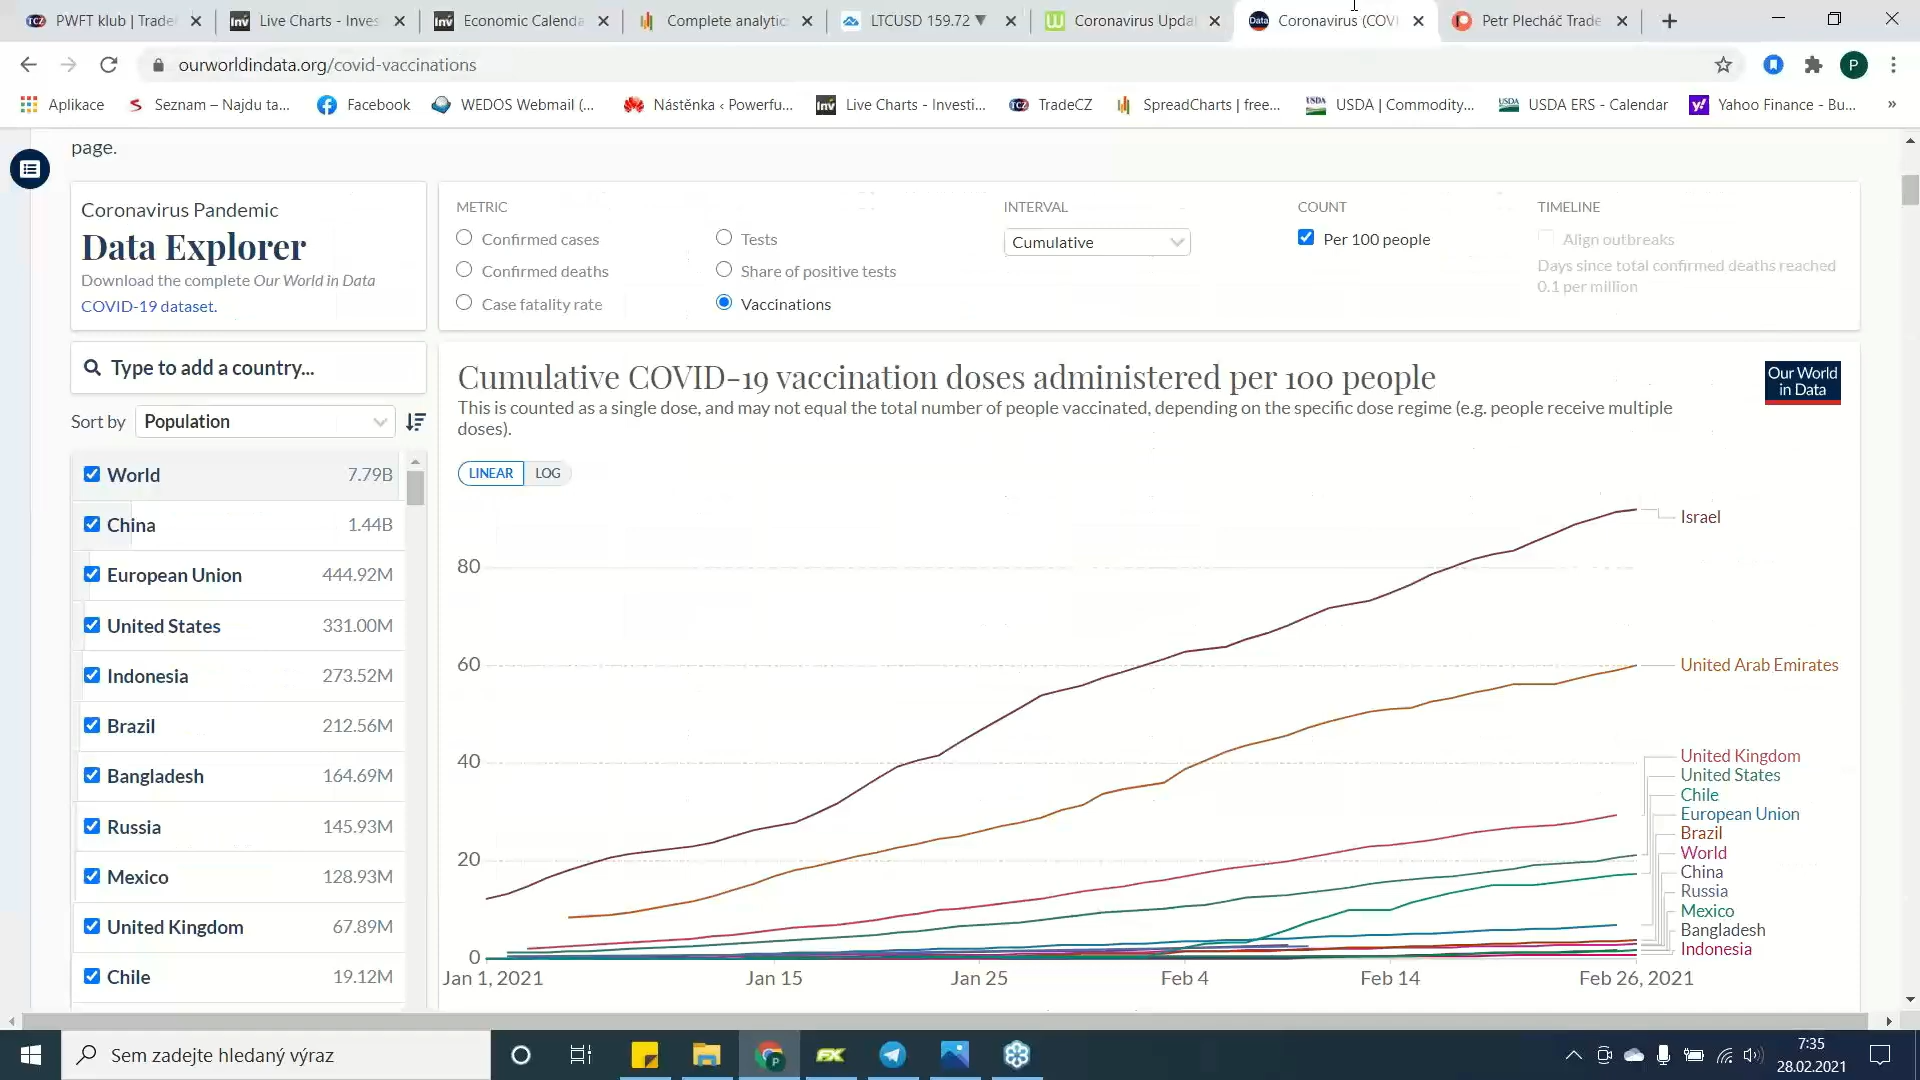 PWFT klub | Trade
Live Charts - Inves
Economic Calenda
Complete analytic
LTCUSD 159.72 ▼
Coronavirus Upda
Data
Coronavirus (COVI
Petr Plecháč Trade
ourworldindata.org/covid-vaccinations
P
Aplikace
Seznam – Najdu ta...
Facebook
WEDOS Webmail (...
Nástěnka ‹ Powerfu...
Inv
Live Charts - Investi...
TCZ
TradeCZ
SpreadCharts | free...
USDA
USDA | Commodity...
USDA
USDA ERS - Calendar
Yahoo Finance - Bu...
»
page.
Coronavirus Pandemic
Data Explorer
Download the complete Our World in Data
COVID-19 dataset.
METRIC
Confirmed cases
Confirmed deaths
Case fatality rate
Tests
Share of positive tests
Vaccinations
INTERVAL
Cumulative
COUNT
Per 100 people
TIMELINE
Align outbreaks
Days since total confirmed deaths reached
0.1 per million
Type to add a country...
Sort by
Population
World 7.79B
China 1.44B
European Union 444.92M
United States 331.00M
Indonesia 273.52M
Brazil 212.56M
Bangladesh 164.69M
Russia 145.93M
Mexico 128.93M
United Kingdom 67.89M
Chile 19.12M
Cumulative COVID-19 vaccination doses administered per 100 people
This is counted as a single dose, and may not equal the total number of people vaccinated, depending on the specific dose regime (e.g. people receive multiple
doses).
Our World
in Data
LINEAR LOG
80
60
40
20
0
Jan 1, 2021
Jan 15
Jan 25
Feb 4
Feb 14
Feb 26, 2021
Israel
United Arab Emirates
United Kingdom
United States
Chile
European Union
Brazil
World
China
Russia
Mexico
Bangladesh
Indonesia
Sem zadejte hledaný výraz
P
FX
7:35
28.02.2021